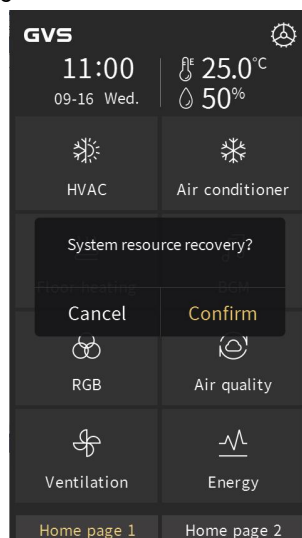 GVS
11:00
25.0°C
09-16 Wed.
50%
HVAC
Air conditioner
System resource recovery?
Floor heating
BGM
Cancel
Confirm
RGB
Air quality
Ventilation
Energy
Home page 1
Home page 2